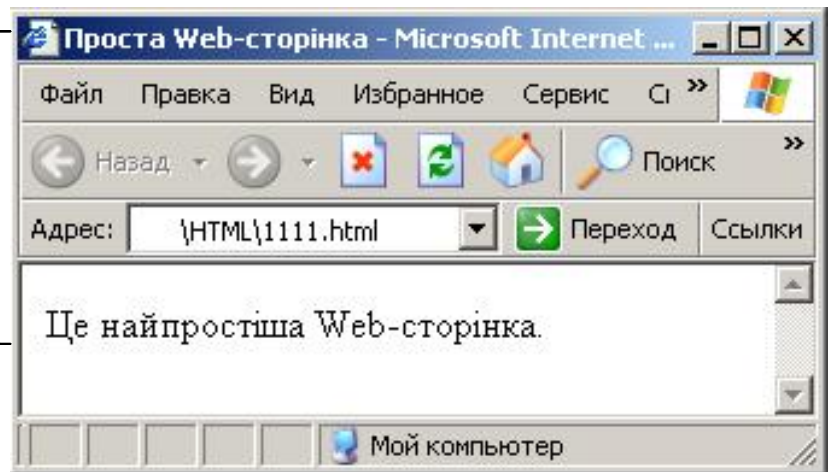 Проста Web-сторінка - Microsoft Internet ...
Файл Правка Вид Избранное Сервис »
Назад Поиск »
Адрес: \HTML\1111.html Переход Ссылки
Це найпростіша Web-сторінка.
Мой компьютер